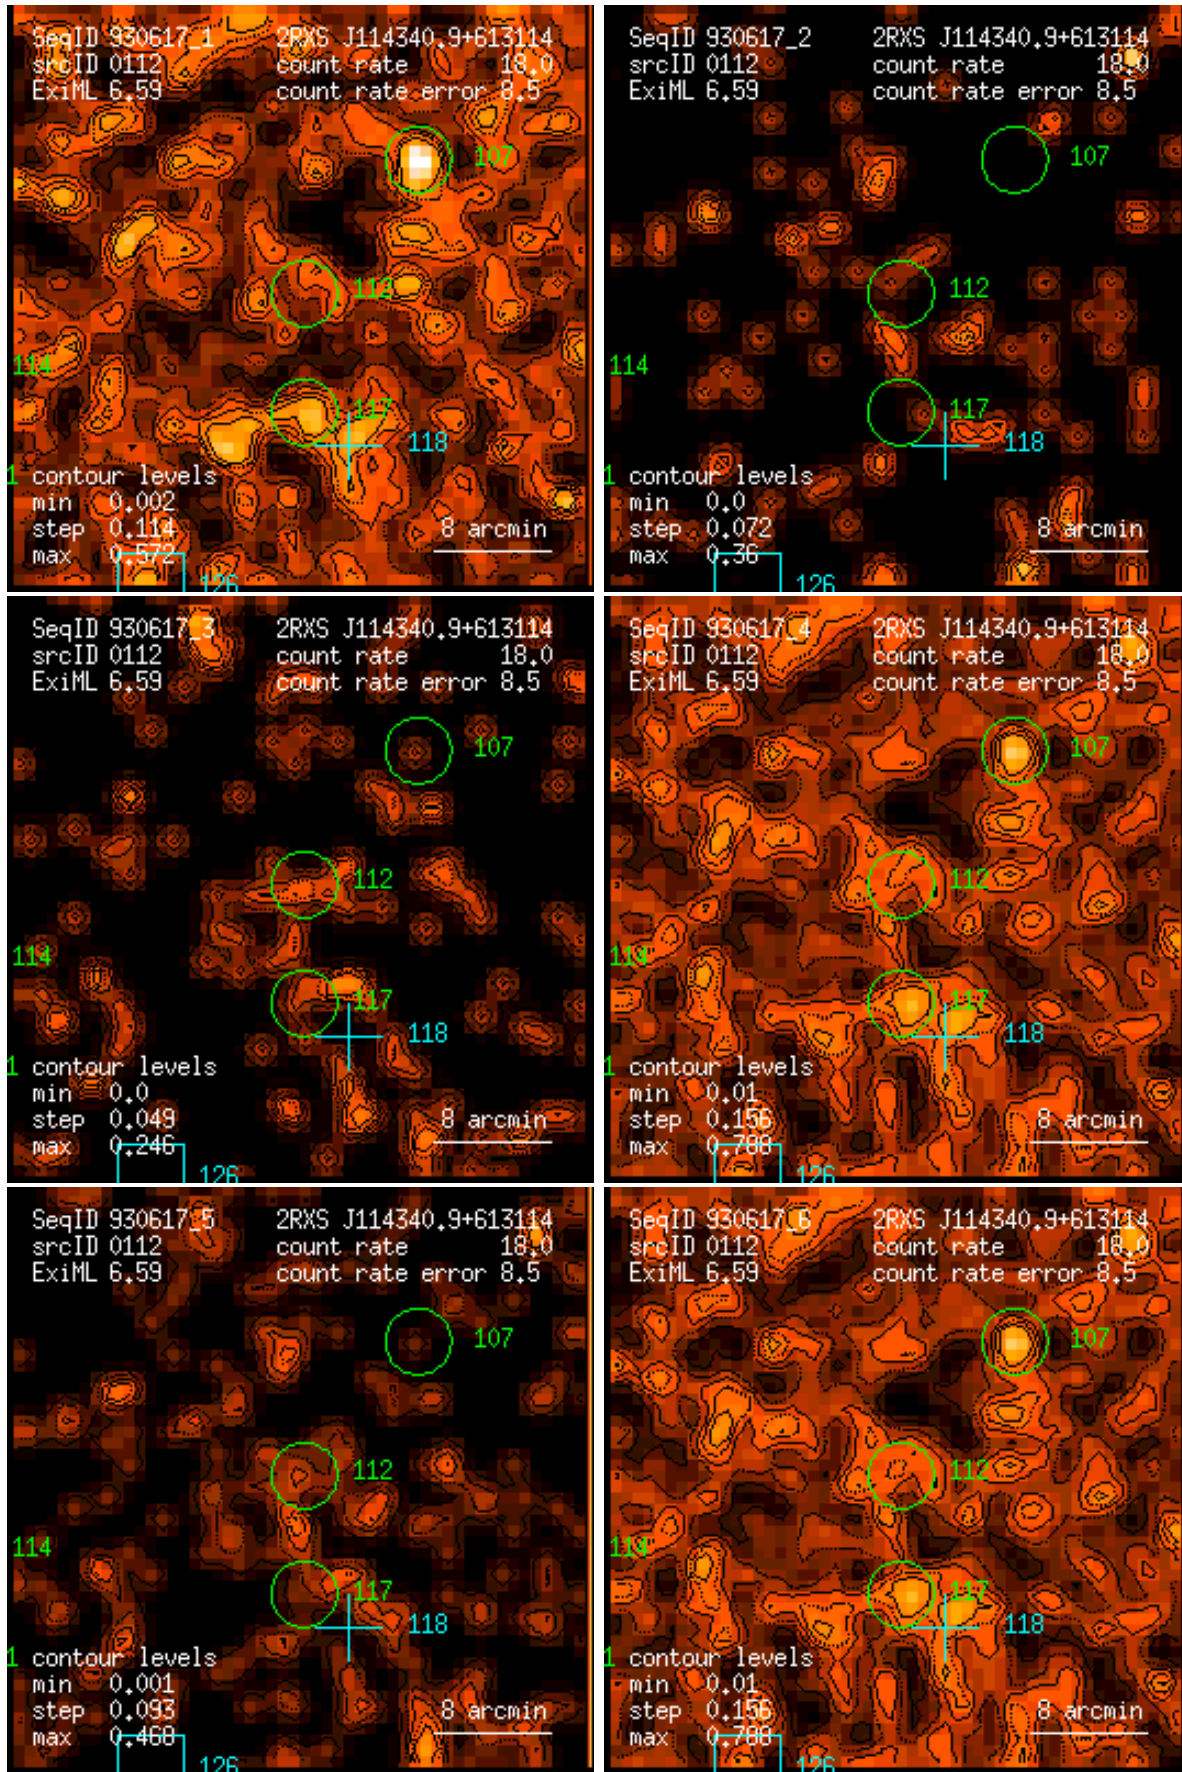 SeqID 930617_1 2RXS J114340.9+613114
srcID 0112 count rate 18.0
ExiML 6.59 count rate error 8.5
107
112
114
117
118
1 contour levels
min 0.002
step 0.114 8 arcmin
max 0.572
126
SeqID 930617_2 2RXS J114340.9+613114
srcID 0112 count rate 18.0
ExiML 6.59 count rate error 8.5
107
112
114
117
118
1 contour levels
min 0.0
step 0.072 8 arcmin
max 0.36
126
SeqID 930617_3 2RXS J114340.9+613114
srcID 0112 count rate 18.0
ExiML 6.59 count rate error 8.5
107
112
114
117
118
1 contour levels
min 0.0
step 0.049 8 arcmin
max 0.246
126
SeqID 930617_4 2RXS J114340.9+613114
srcID 0112 count rate 18.0
ExiML 6.59 count rate error 8.5
107
112
114
117
118
1 contour levels
min 0.01
step 0.156 8 arcmin
max 0.788
126
SeqID 930617_5 2RXS J114340.9+613114
srcID 0112 count rate 18.0
ExiML 6.59 count rate error 8.5
107
112
114
117
118
1 contour levels
min 0.001
step 0.093 8 arcmin
max 0.468
126
SeqID 930617_6 2RXS J114340.9+613114
srcID 0112 count rate 18.0
ExiML 6.59 count rate error 8.5
107
112
114
117
118
1 contour levels
min 0.01
step 0.156 8 arcmin
max 0.788
126